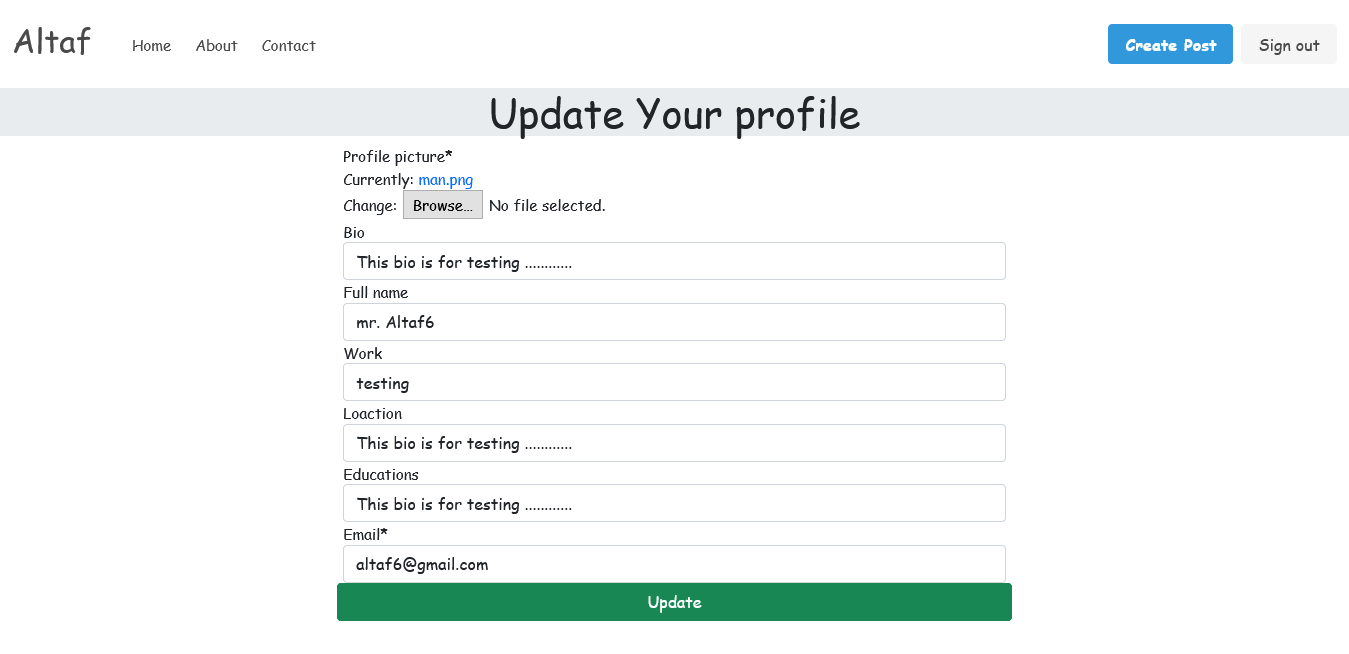 Altaf Home About Contact Create Post Sign out
Update Your profile
Profile picture*
Currently: man.png
Change: Browse... No file selected.
Bio
This bio is for testing ............
Full name
mr. Altaf6
Work
testing
Loaction
This bio is for testing ............
Educations
This bio is for testing ............
Email*
altaf6@gmail.com
Update